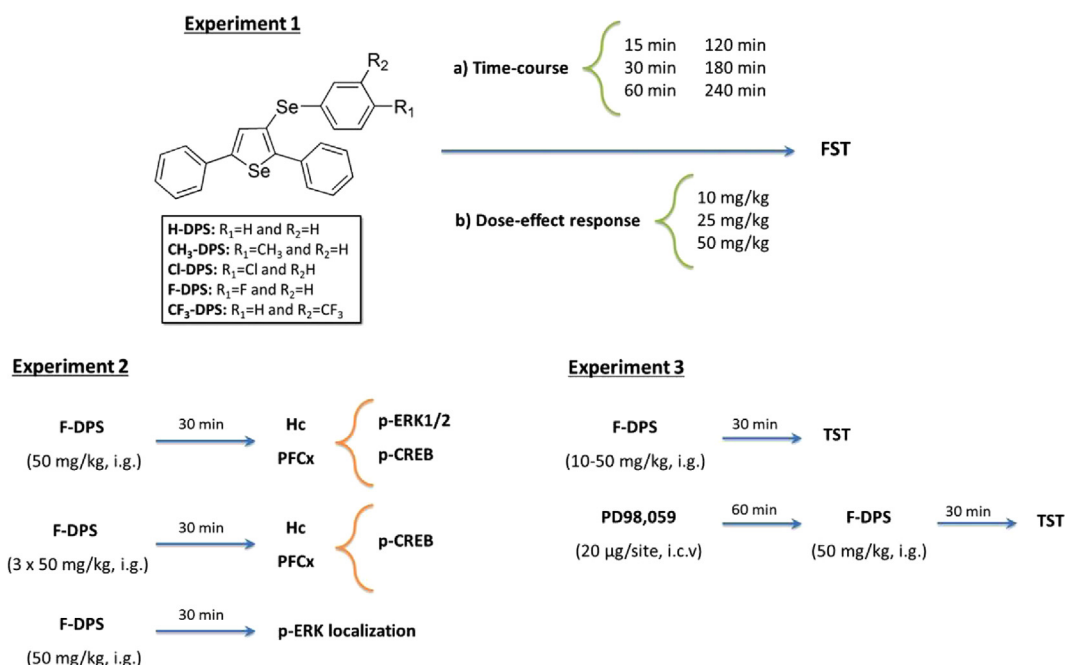 Experiment 1
R₂
Se
R₁
Se
H-DPS: R₁=H and R₂=H
CH₃-DPS: R₁=CH₃ and R₂=H
Cl-DPS: R₁=Cl and R₂H
F-DPS: R₁=F and R₂=H
CF₃-DPS: R₁=H and R₂=CF₃
a) Time-course
15 min 120 min
30 min 180 min
60 min 240 min
FST
b) Dose-effect response
10 mg/kg
25 mg/kg
50 mg/kg
Experiment 2
F-DPS
(50 mg/kg, i.g.)
30 min
Hc
PFCx
p-ERK1/2
p-CREB
F-DPS
(3 x 50 mg/kg, i.g.)
30 min
Hc
PFCx
p-CREB
F-DPS
(50 mg/kg, i.g.)
30 min
p-ERK localization
Experiment 3
F-DPS
(10-50 mg/kg, i.g.)
30 min
TST
PD98,059
(20 µg/site, i.c.v)
60 min
F-DPS
(50 mg/kg, i.g.)
30 min
TST